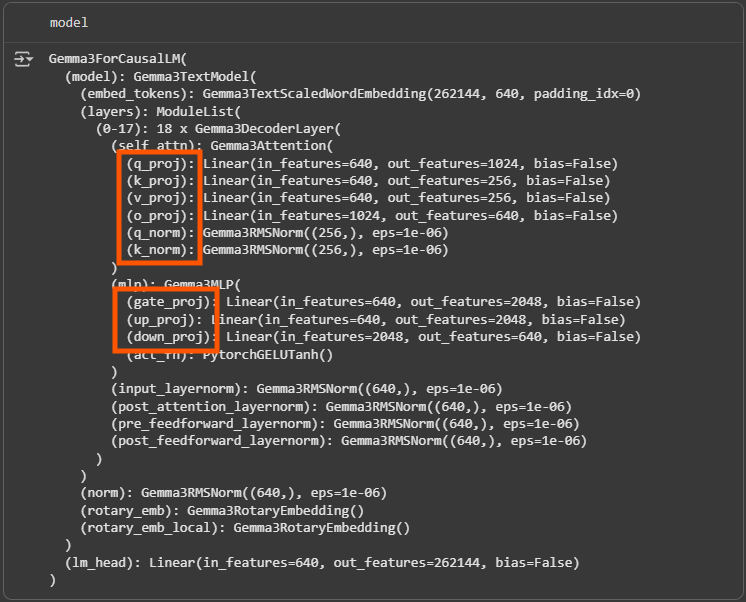 model
Gemma3ForCausalLM(
(model): Gemma3TextModel(
(embed_tokens): Gemma3TextScaledWordEmbedding(262144, 640, padding_idx=0)
(layers): ModuleList(
(0-17): 18 x Gemma3DecoderLayer(
(self_attn): Gemma3Attention(
(q_proj): Linear(in_features=640, out_features=1024, bias=False)
(k_proj): Linear(in_features=640, out_features=256, bias=False)
(v_proj): Linear(in_features=640, out_features=256, bias=False)
(o_proj): Linear(in_features=1024, out_features=640, bias=False)
(q_norm): Gemma3RMSNorm((256,), eps=1e-06)
(k_norm): Gemma3RMSNorm((256,), eps=1e-06)
)
(mlp): Gemma3MLP(
(gate_proj): Linear(in_features=640, out_features=2048, bias=False)
(up_proj): Linear(in_features=640, out_features=2048, bias=False)
(down_proj): Linear(in_features=2048, out_features=640, bias=False)
(act_fn): PytorchGELUTanh()
)
(input_layernorm): Gemma3RMSNorm((640,), eps=1e-06)
(post_attention_layernorm): Gemma3RMSNorm((640,), eps=1e-06)
(pre_feedforward_layernorm): Gemma3RMSNorm((640,), eps=1e-06)
(post_feedforward_layernorm): Gemma3RMSNorm((640,), eps=1e-06)
)
)
(norm): Gemma3RMSNorm((640,), eps=1e-06)
(rotary_emb): Gemma3RotaryEmbedding()
(rotary_emb_local): Gemma3RotaryEmbedding()
)
(lm_head): Linear(in_features=640, out_features=262144, bias=False)
)